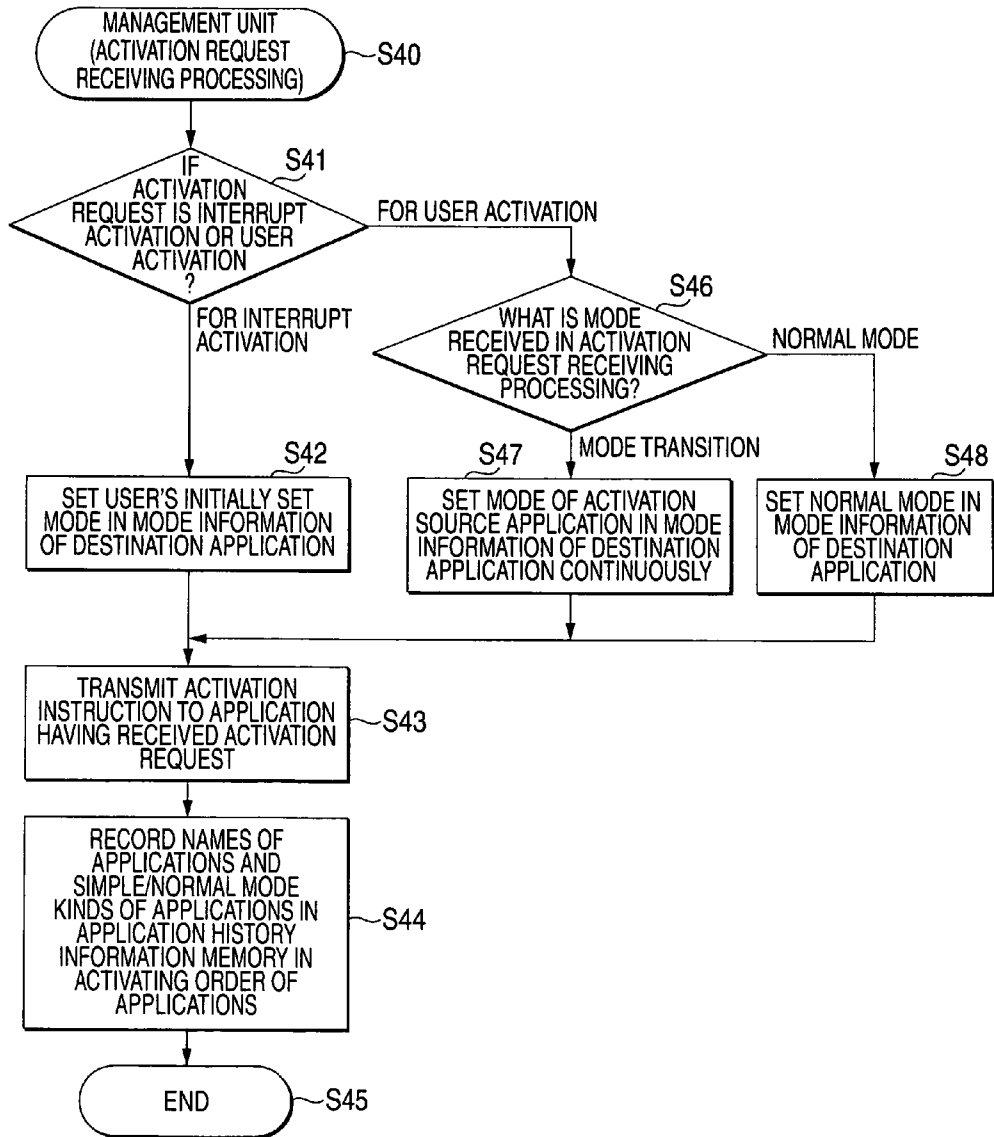 MANAGEMENT UNIT
(ACTIVATION REQUEST
RECEIVING PROCESSING)
S40
S41
IF
ACTIVATION
REQUEST IS INTERRUPT
ACTIVATION OR USER
ACTIVATION
?
FOR USER ACTIVATION
FOR INTERRUPT
ACTIVATION
S46
WHAT IS MODE
RECEIVED IN ACTIVATION
REQUEST RECEIVING
PROCESSING?
NORMAL MODE
MODE TRANSITION
S42
SET USER'S INITIALLY SET
MODE IN MODE INFORMATION
OF DESTINATION APPLICATION
S47
SET MODE OF ACTIVATION
SOURCE APPLICATION IN MODE
INFORMATION OF DESTINATION
APPLICATION CONTINUOUSLY
S48
SET NORMAL MODE IN
MODE INFORMATION
OF DESTINATION
APPLICATION
TRANSMIT ACTIVATION
INSTRUCTION TO APPLICATION
HAVING RECEIVED ACTIVATION
REQUEST
S43
RECORD NAMES OF
APPLICATIONS AND
SIMPLE/NORMAL MODE
KINDS OF APPLICATIONS IN
APPLICATION HISTORY
INFORMATION MEMORY IN
ACTIVATING ORDER OF
APPLICATIONS
S44
END
S45